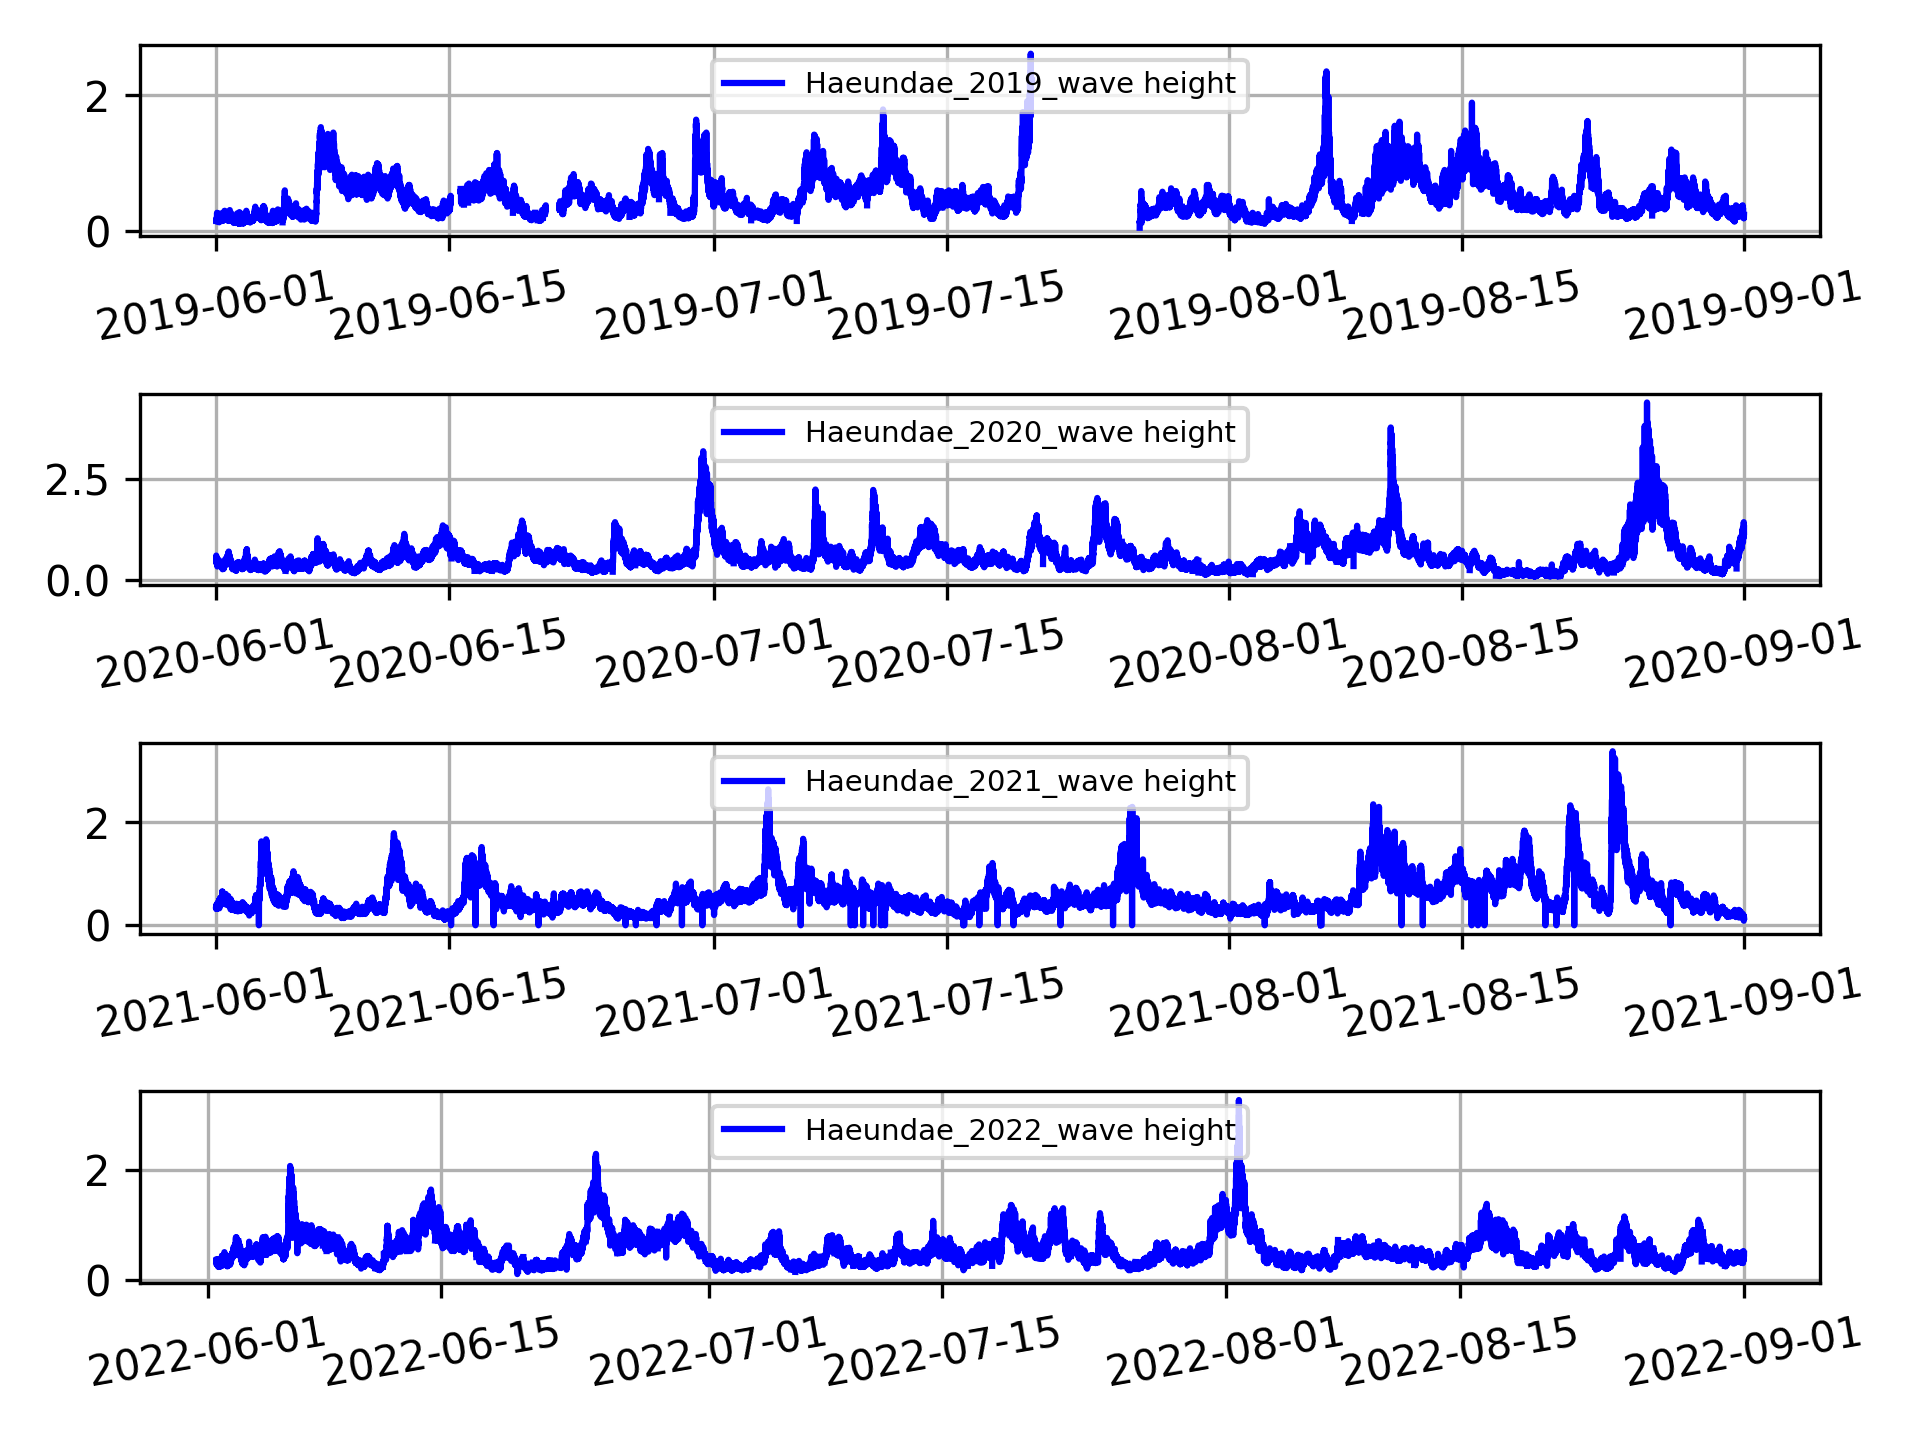 Haeundae_2019_wave height
2
0
2019-06-01 2019-06-15 2019-07-01 2019-07-15 2019-08-01 2019-08-15 2019-09-01
Haeundae_2020_wave height
2.5
0.0
2020-06-01 2020-06-15 2020-07-01 2020-07-15 2020-08-01 2020-08-15 2020-09-01
Haeundae_2021_wave height
2
0
2021-06-01 2021-06-15 2021-07-01 2021-07-15 2021-08-01 2021-08-15 2021-09-01
Haeundae_2022_wave height
2
0
2022-06-01 2022-06-15 2022-07-01 2022-07-15 2022-08-01 2022-08-15 2022-09-01